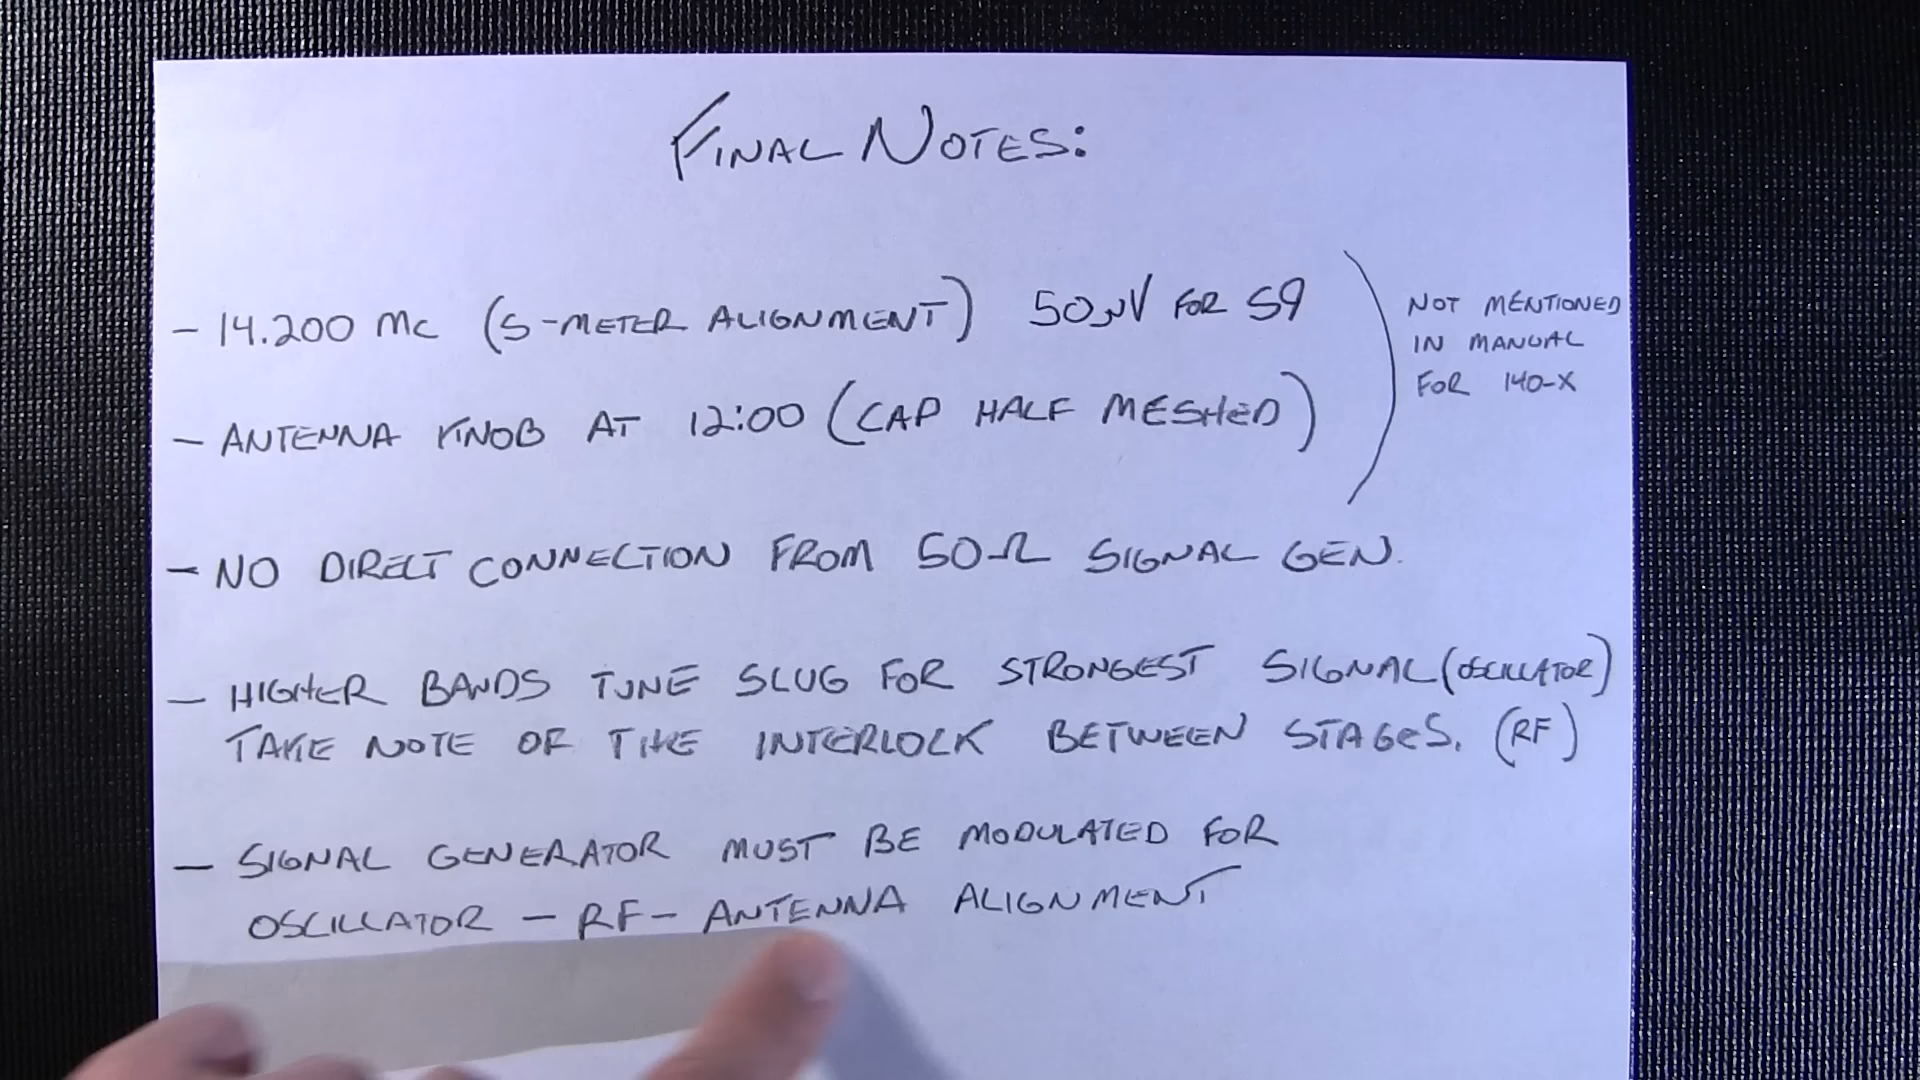 FINAL NOTES:
- 14.200 MC (S-METER ALIGNMENT) 50µV FOR S9
- ANTENNA KNOB AT 12:00 (CAP HALF MESHED)
NOT MENTIONED
IN MANUAL
FOR 140-X
- NO DIRECT CONNECTION FROM 50Ω SIGNAL GEN.
- HIGHER BANDS TUNE SLUG FOR STRONGEST SIGNAL (OSCILLATOR)
TAKE NOTE OF THE INTERLOCK BETWEEN STAGES. (RF)
- SIGNAL GENERATOR MUST BE MODULATED FOR
OSCILLATOR - RF - ANTENNA ALIGNMENT